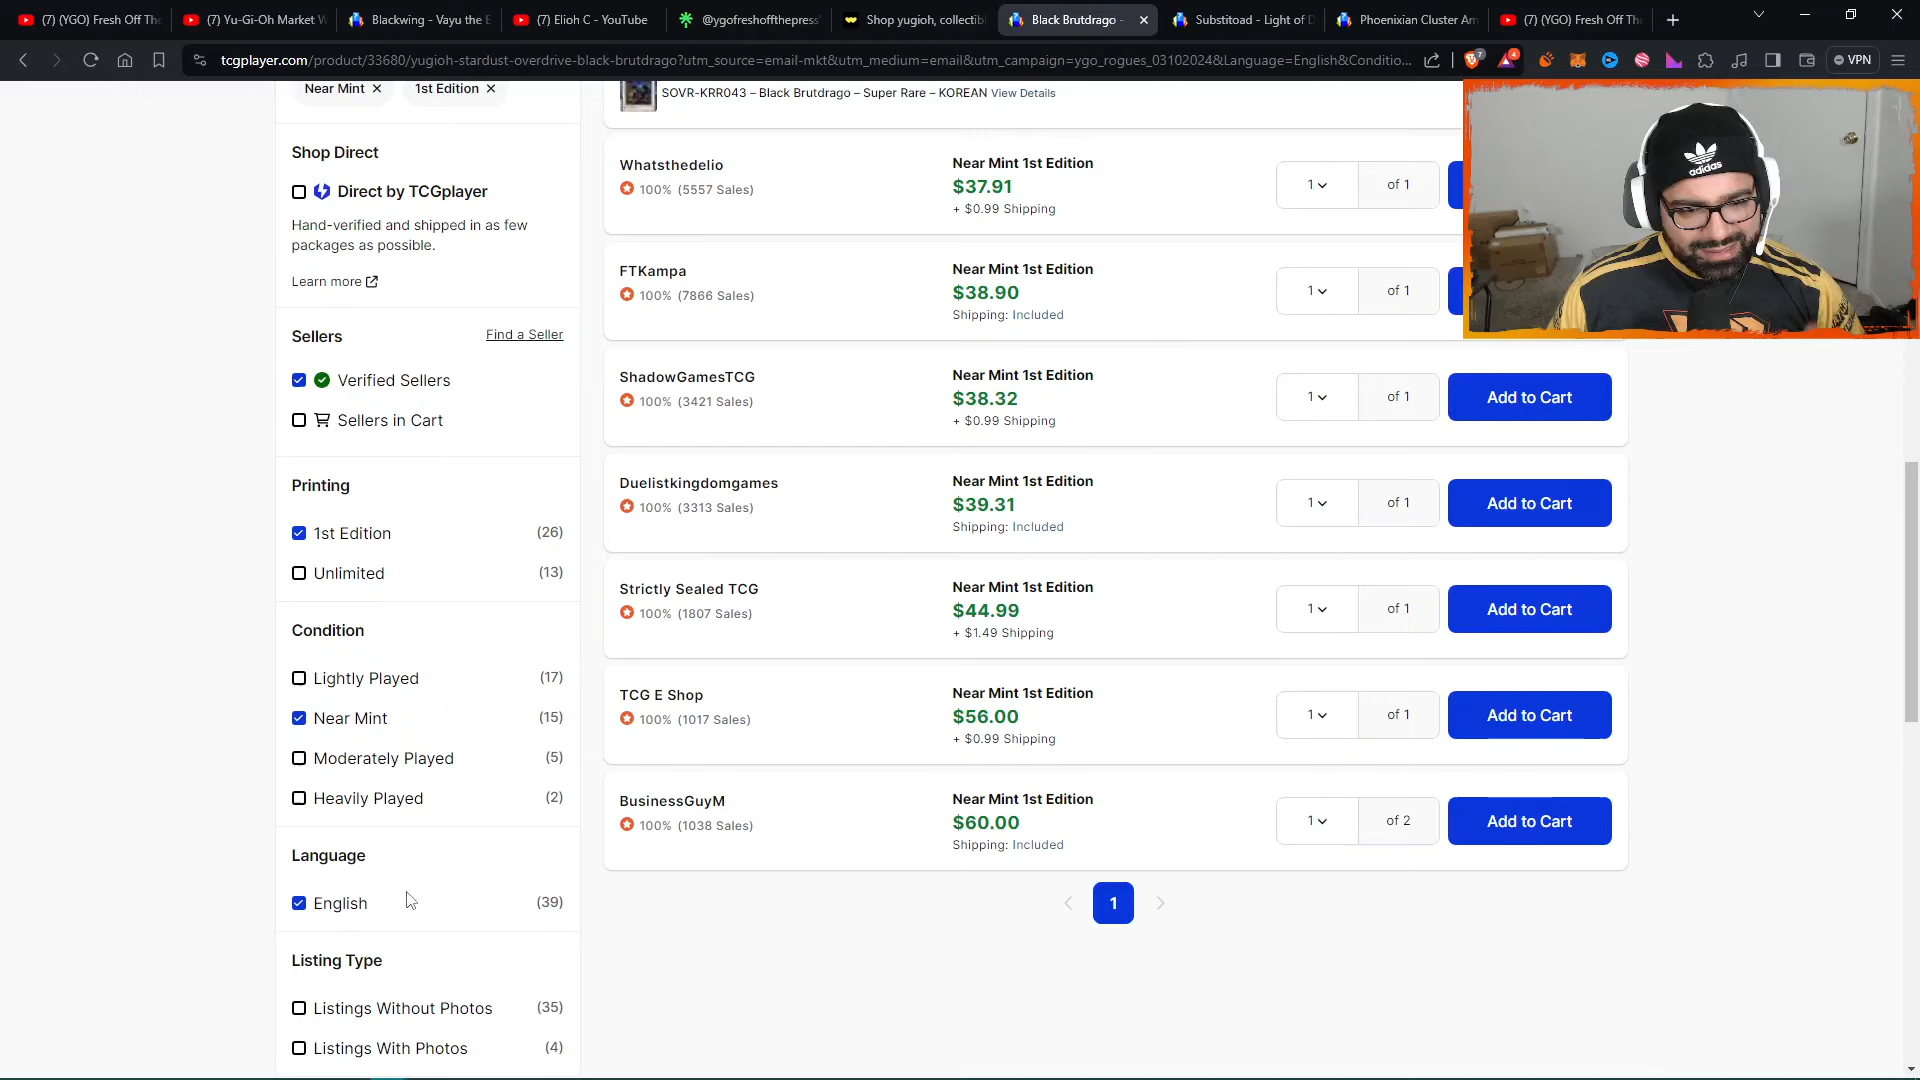 (7) (YGO) Fresh Off The
(7) Yu-Gi-Oh Market W
Blackwing - Vayu the E
(7) Elioh C - YouTube
@ygofreshoffthepress
Shop yugioh, collectibl
Black Brutdrago -
Substitoad - Light of D
Phoenixian Cluster Am
(7) (YGO) Fresh Off The
tcgplayer.com/product/33680/yugioh-stardust-overdrive-black-brutdrago?utm_source=email-mkt&utm_medium=email&utm_campaign=ygo_rogues_03102024&Language=English&Conditio...
7
4
VPN
Near Mint
1st Edition
Shop Direct
Direct by TCGplayer
Hand-verified and shipped in as few
packages as possible.
Learn more
Sellers
Find a Seller
Verified Sellers
Sellers in Cart
Printing
1st Edition (26)
Unlimited (13)
Condition
Lightly Played (17)
Near Mint (15)
Moderately Played (5)
Heavily Played (2)
Language
English (39)
Listing Type
Listings Without Photos (35)
Listings With Photos (4)
SOVR-KRR043 – Black Brutdrago – Super Rare – KOREAN View Details
Whatsthedelio
100% (5557 Sales)
Near Mint 1st Edition
$37.91
+ $0.99 Shipping
1
of 1
FTKampa
100% (7866 Sales)
Near Mint 1st Edition
$38.90
Shipping: Included
1
of 1
ShadowGamesTCG
100% (3421 Sales)
Near Mint 1st Edition
$38.32
+ $0.99 Shipping
1
of 1
Add to Cart
Duelistkingdomgames
100% (3313 Sales)
Near Mint 1st Edition
$39.31
Shipping: Included
1
of 1
Add to Cart
Strictly Sealed TCG
100% (1807 Sales)
Near Mint 1st Edition
$44.99
+ $1.49 Shipping
1
of 1
Add to Cart
TCG E Shop
100% (1017 Sales)
Near Mint 1st Edition
$56.00
+ $0.99 Shipping
1
of 1
Add to Cart
BusinessGuyM
100% (1038 Sales)
Near Mint 1st Edition
$60.00
Shipping: Included
1
of 2
Add to Cart
1
adidas